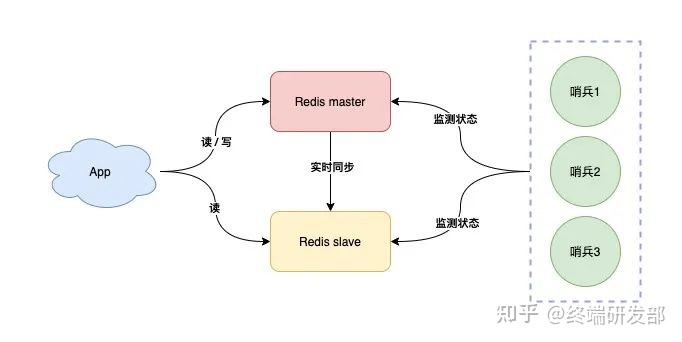 Redis master
哨兵1
监测状态
读 / 写
App
实时同步
哨兵2
读
监测状态
Redis slave
哨兵3
知乎 @终端研发部